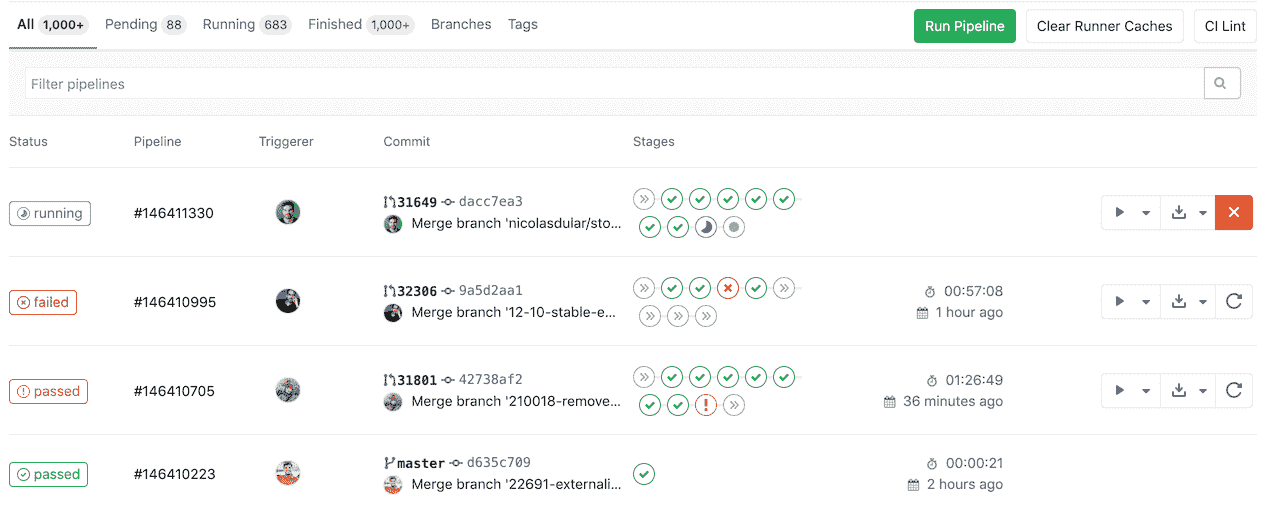 All 1,000+ Pending 88 Running 683 Finished 1,000+ Branches Tags Run Pipeline Clear Runner Caches CI Lint
Filter pipelines
Status Pipeline Triggerer Commit Stages
running #146411330 31649 dacc7ea3
Merge branch 'nicolasdular/sto...
failed #146410995 32306 9a5d2aa1 00:57:08
Merge branch '12-10-stable-e... 1 hour ago
passed #146410705 31801 42738af2 01:26:49
Merge branch '210018-remove... 36 minutes ago
passed #146410223 master d635c709 00:00:21
Merge branch '22691-externali... 2 hours ago